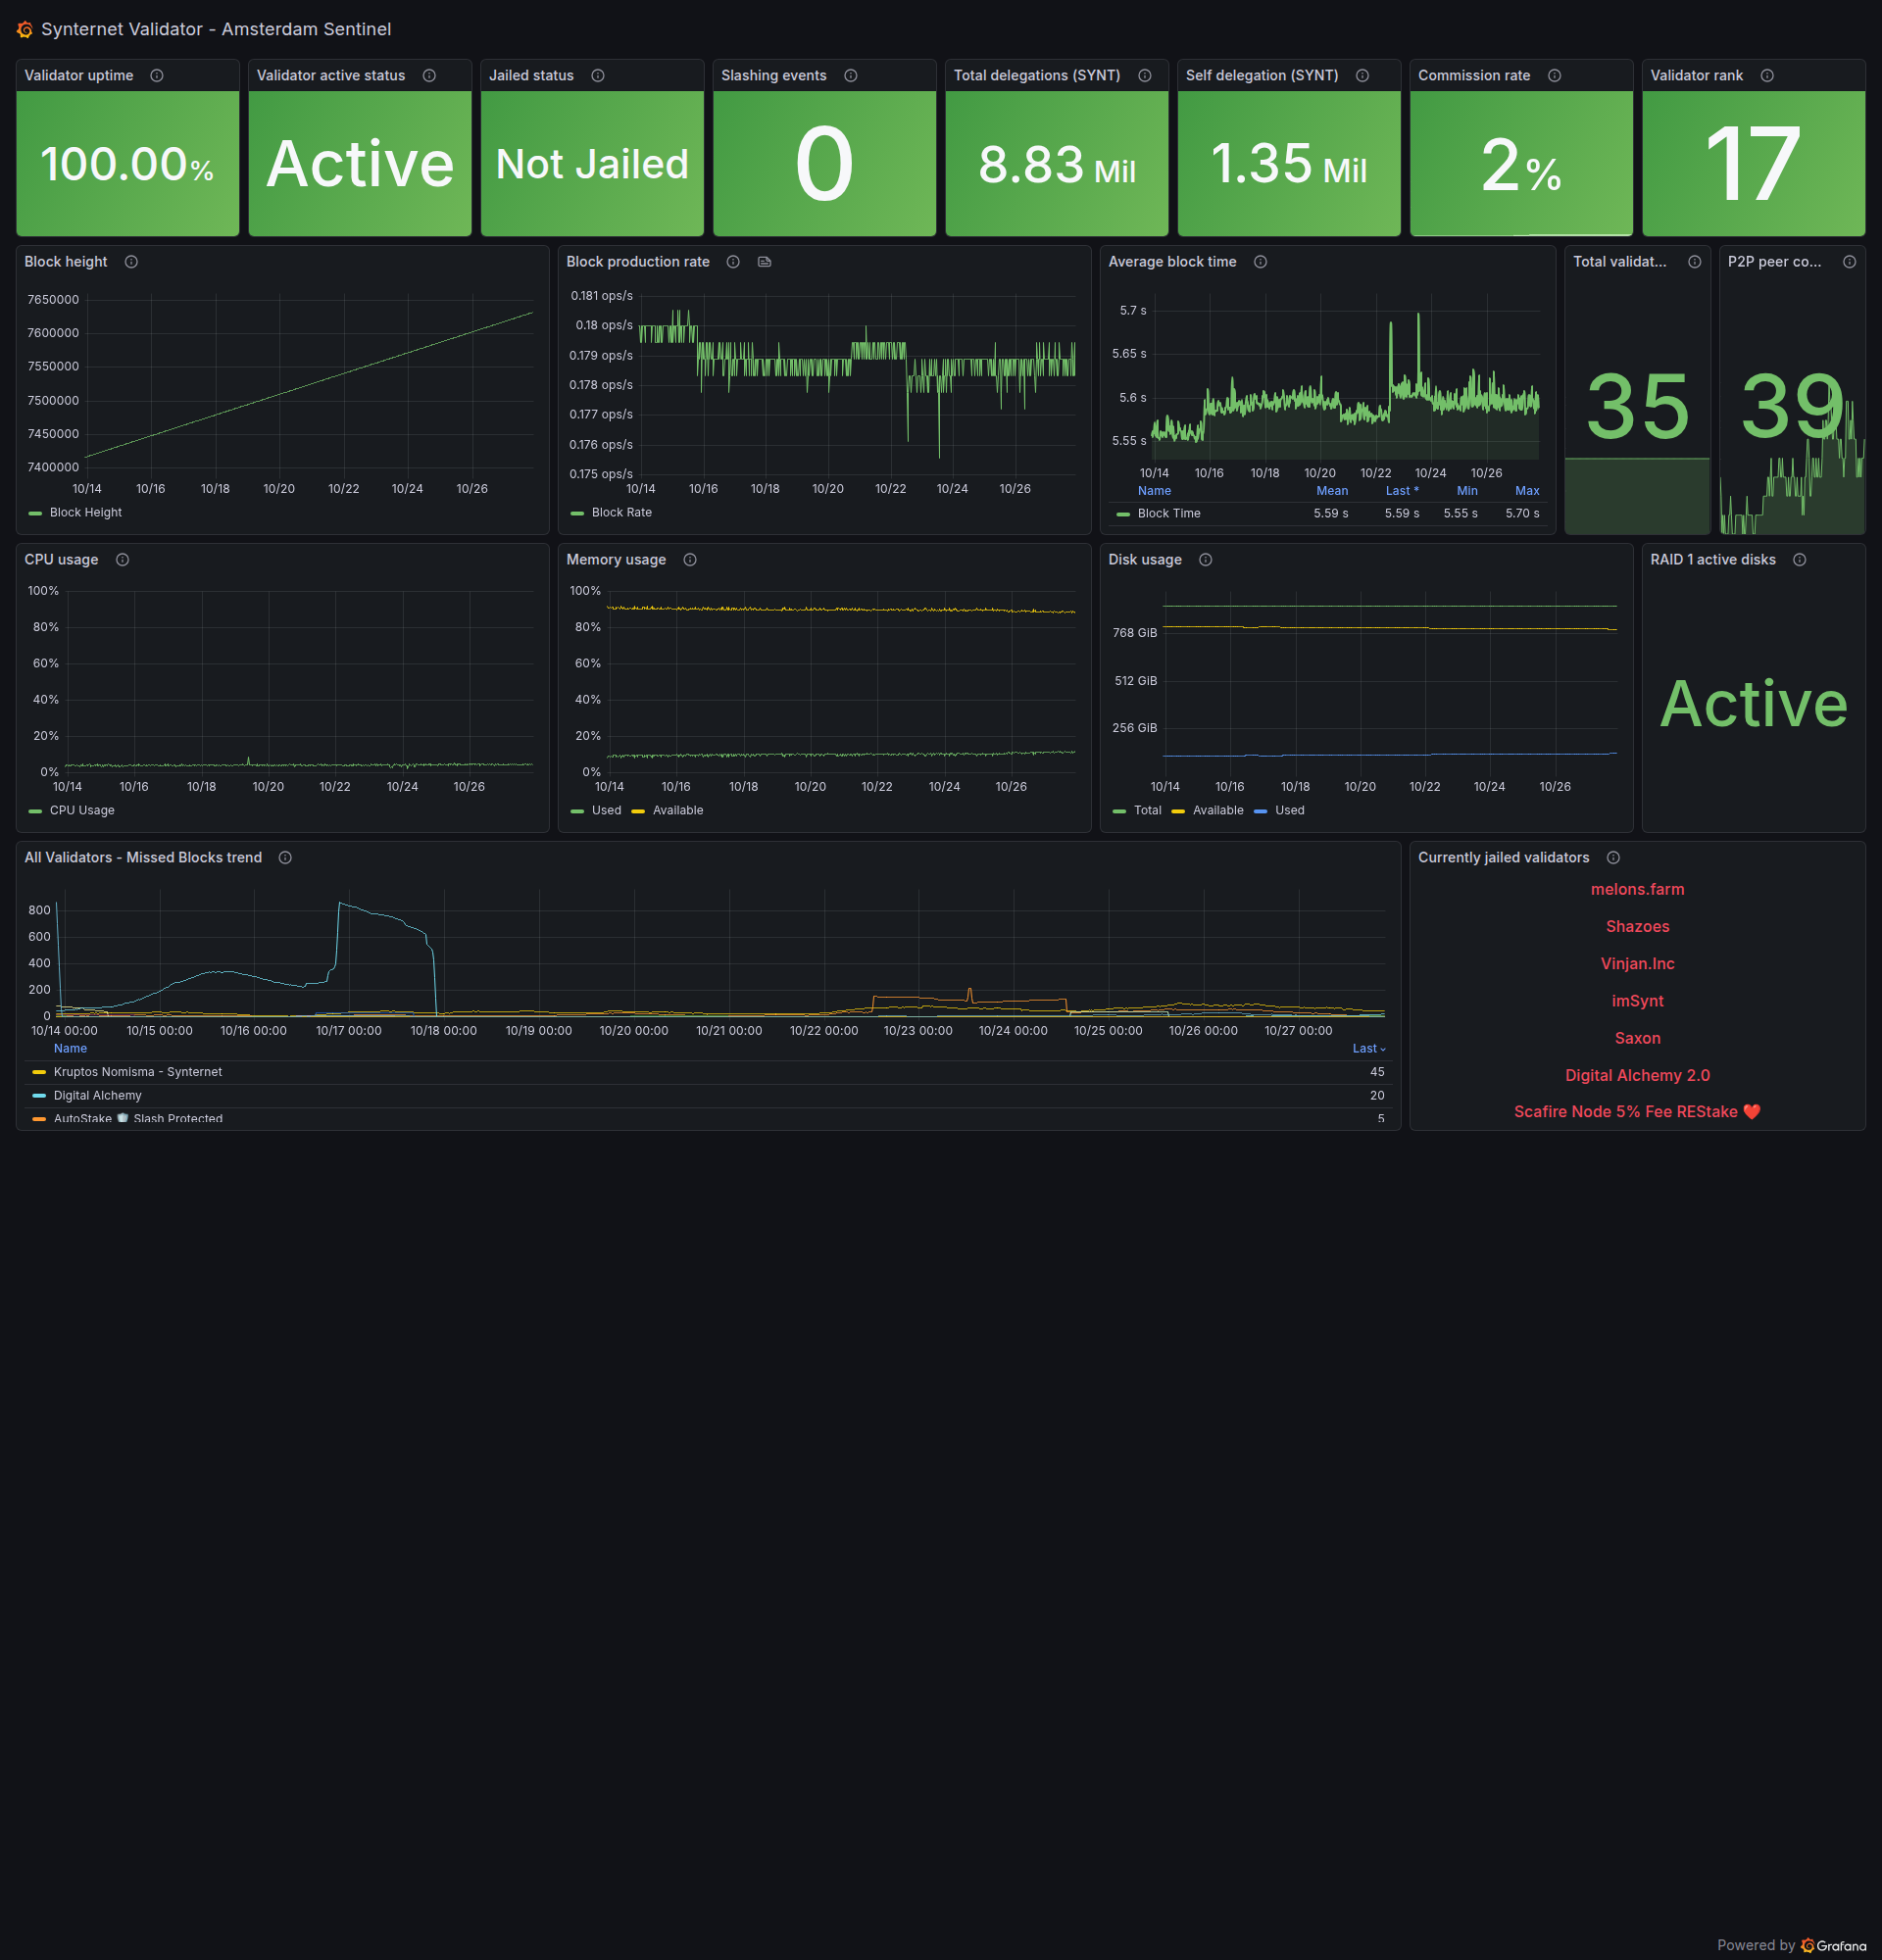 Synternet Validator - Amsterdam Sentinel
Validator uptime
100.00%
Validator active status
Active
Jailed status
Not Jailed
Slashing events
0
Total delegations (SYNT)
8.83 Mil
Self delegation (SYNT)
1.35 Mil
Commission rate
2%
Validator rank
17
Block height
7650000
7600000
7550000
7500000
7450000
7400000
10/14 10/16 10/18 10/20 10/22 10/24 10/26
Block Height
Block production rate
0.181 ops/s
0.18 ops/s
0.179 ops/s
0.178 ops/s
0.177 ops/s
0.176 ops/s
0.175 ops/s
10/14 10/16 10/18 10/20 10/22 10/24 10/26
Block Rate
Average block time
5.7 s
5.65 s
5.6 s
5.55 s
10/14 10/16 10/18 10/20 10/22 10/24 10/26
Name Mean Last * Min Max
Block TIme 5.59 s 5.59 s 5.55 s 5.70 s
Total validat...
35
P2P peer co...
39
CPU usage
100%
80%
60%
40%
20%
0%
10/14 10/16 10/18 10/20 10/22 10/24 10/26
CPU Usage
Memory usage
100%
80%
60%
40%
20%
0%
10/14 10/16 10/18 10/20 10/22 10/24 10/26
Used Available
Disk usage
768 GiB
512 GiB
256 GiB
10/14 10/16 10/18 10/20 10/22 10/24 10/26
Total Available Used
RAID 1 active disks
Active
All Validators - Missed Blocks trend
800
600
400
200
0
10/14 00:00 10/15 00:00 10/16 00:00 10/17 00:00 10/18 00:00 10/19 00:00 10/20 00:00 10/21 00:00 10/22 00:00 10/23 00:00 10/24 00:00 10/25 00:00 10/26 00:00 10/27 00:00
Name Last
Kruptos Nomisma - Synternet 45
Digital Alchemy 20
AutoStake 🛡️ Slash Protected 5
Currently jailed validators
melons.farm
Shazoes
Vinjan.Inc
imSynt
Saxon
Digital Alchemy 2.0
Scafire Node 5% Fee REStake ❤️
Powered by Grafana